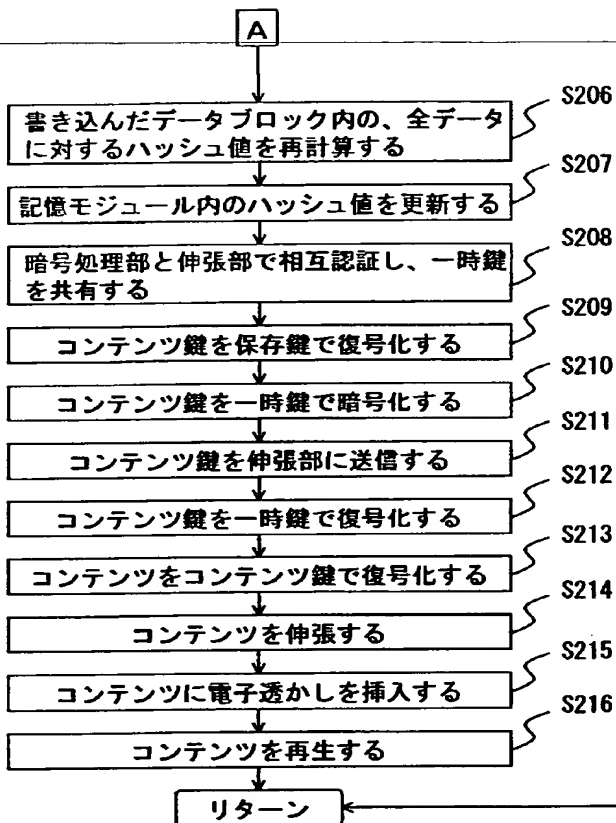 A
S206
書き込んだデータブロック内の、全データ
に対するハッシュ値を再計算する
S207
記憶モジュール内のハッシュ値を更新する
S208
暗号処理部と伸張部で相互認証し、一時鍵
を共有する
S209
コンテンツ鍵を保存鍵で復号化する
S210
コンテンツ鍵を一時鍵で暗号化する
S211
コンテンツ鍵を伸張部に送信する
S212
コンテンツ鍵を一時鍵で復号化する
S213
コンテンツをコンテンツ鍵で復号化する
S214
コンテンツを伸張する
S215
コンテンツに電子透かしを挿入する
S216
コンテンツを再生する
リターン